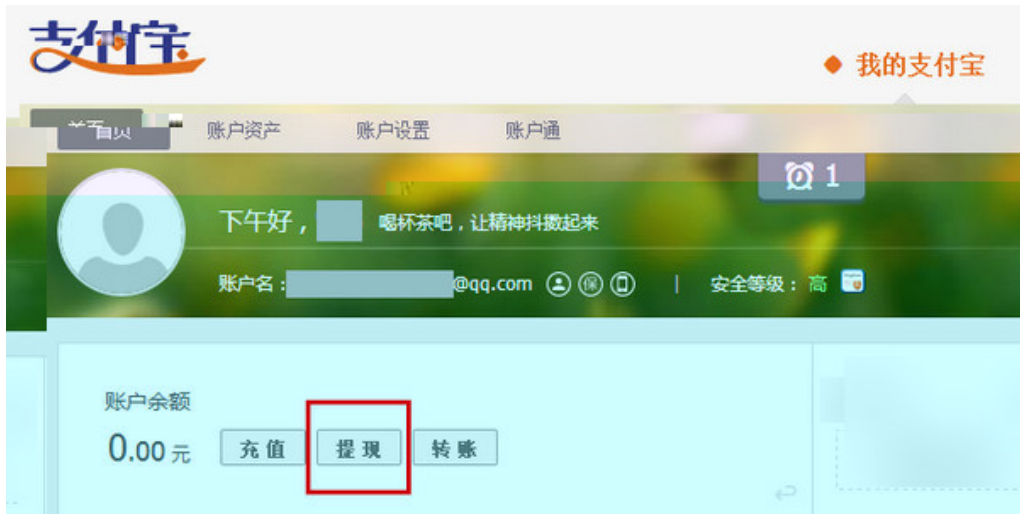 支付宝
我的支付宝
首页 账户资产 账户设置 账户通
1
下午好， 喝杯茶吧，让精神抖擞起来
账户名： @qq.com 保 | 安全等级：高
账户余额
0.00 元 充值 提现 转账